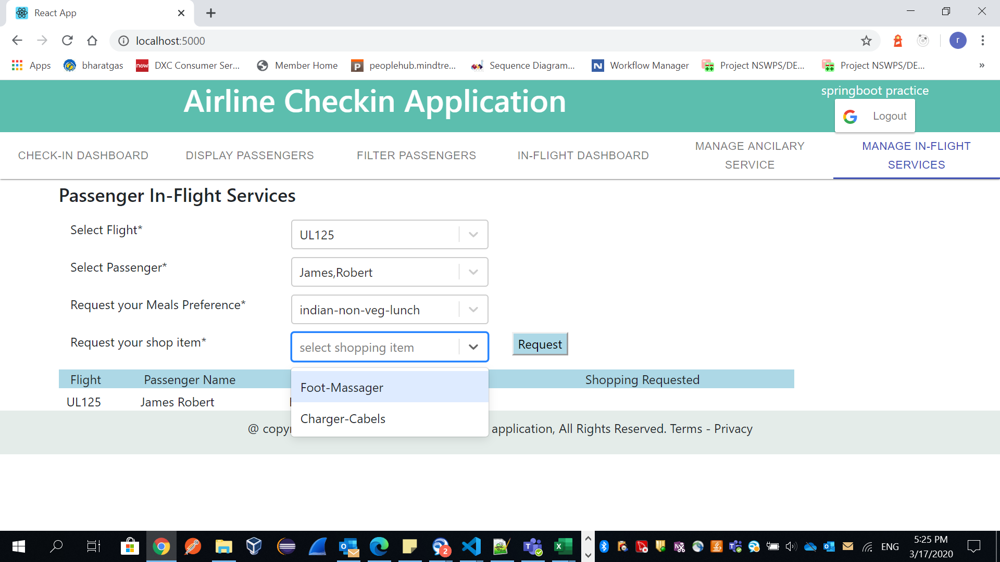 React App
localhost:5000
Apps
bharatgas
now
DXC Consumer Ser...
Member Home
P
peoplehub.mindtre...
Sequence Diagram...
N
Workflow Manager
Project NSWPS/DE...
Project NSWPS/DE...
»
r
Airline Checkin Application
springboot practice
Logout
CHECK-IN DASHBOARD
DISPLAY PASSENGERS
FILTER PASSENGERS
IN-FLIGHT DASHBOARD
MANAGE ANCILARY
SERVICE
MANAGE IN-FLIGHT
SERVICES
Passenger In-Flight Services
Select Flight*
UL125
Select Passenger*
James,Robert
Request your Meals Preference*
indian-non-veg-lunch
Request your shop item*
select shopping item
Request
Foot-Massager
Charger-Cabels
Flight
Passenger Name
Shopping Requested
UL125
James Robert
@ copy
application, All Rights Reserved. Terms - Privacy
2
ENG
5:25 PM
3/17/2020